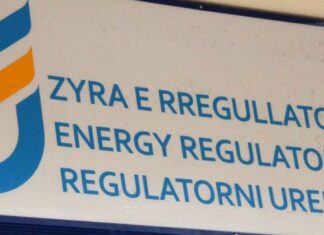 ZYRA E RREGULLATO
ENERGY REGULATO
REGULATORNI URE